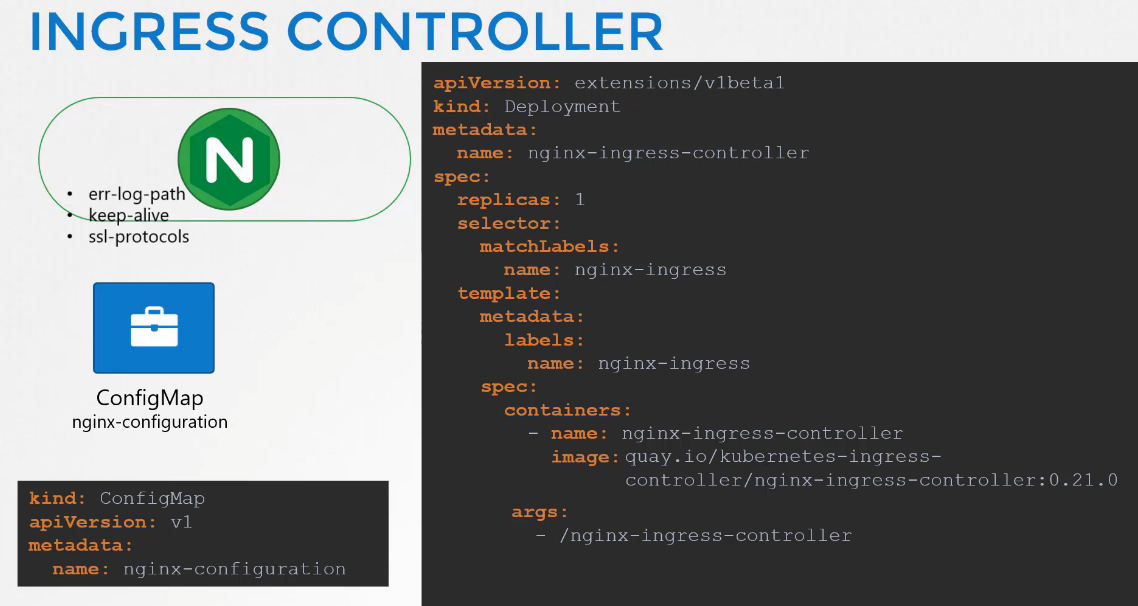 INGRESS CONTROLLER
N
• err-log-path
• keep-alive
• ssl-protocols
ConfigMap
nginx-configuration
kind: ConfigMap
apiVersion: v1
metadata:
  name: nginx-configuration
apiVersion: extensions/v1beta1
kind: Deployment
metadata:
  name: nginx-ingress-controller
spec:
  replicas: 1
  selector:
    matchLabels:
      name: nginx-ingress
  template:
    metadata:
      labels:
        name: nginx-ingress
    spec:
      containers:
        - name: nginx-ingress-controller
          image: quay.io/kubernetes-ingress-
                 controller/nginx-ingress-controller:0.21.0
       args:
         - /nginx-ingress-controller